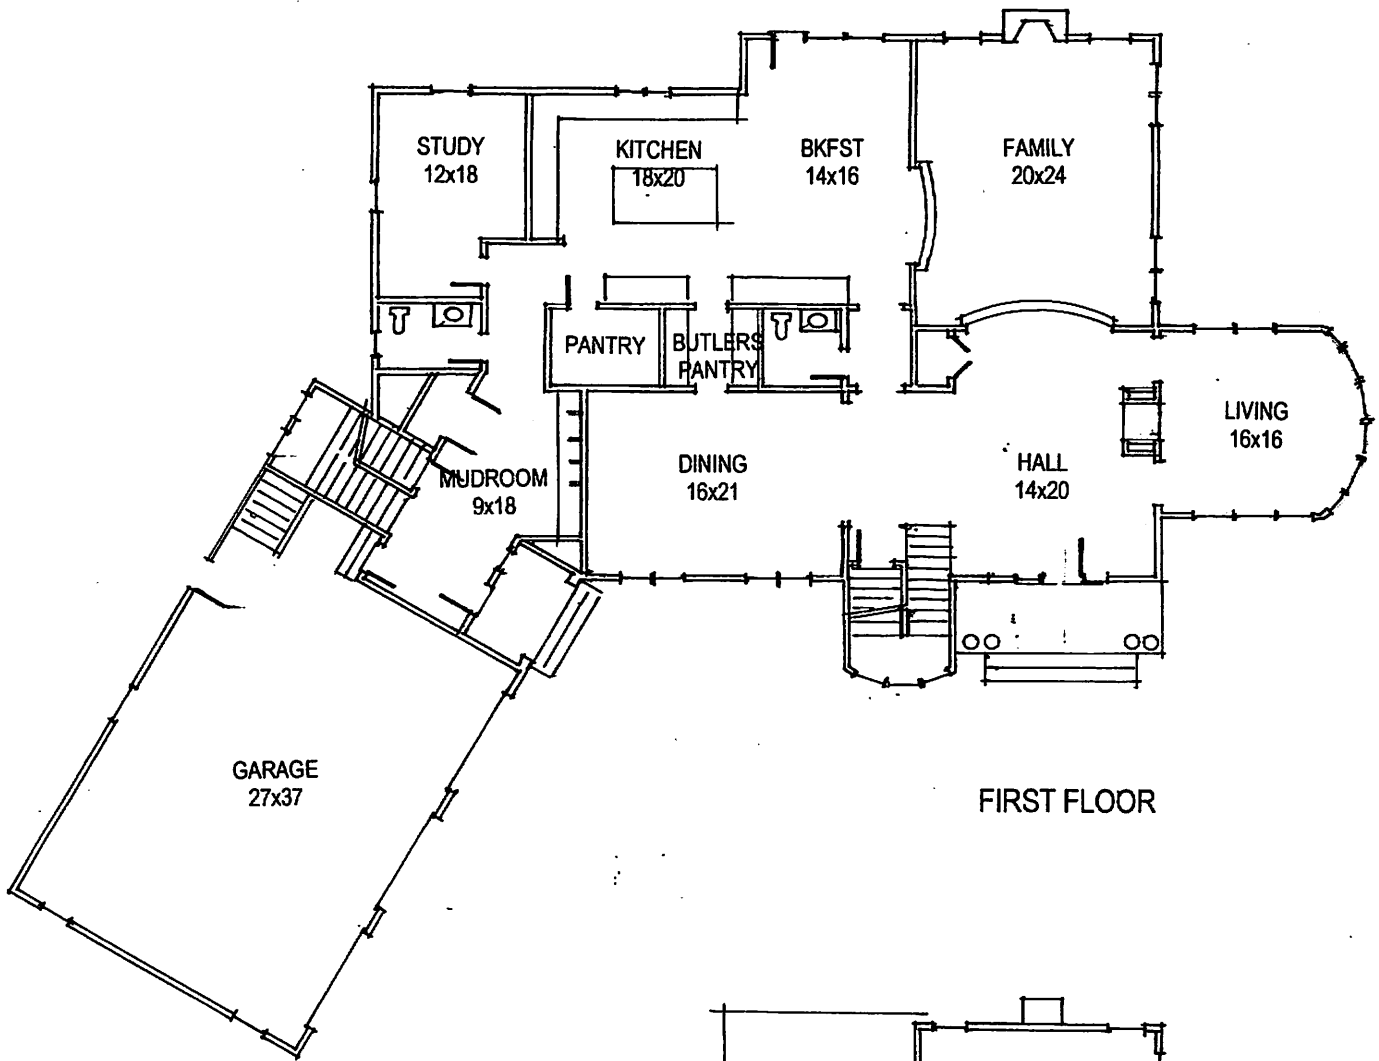 STUDY
12x18
KITCHEN
18x20
BKFST
14x16
FAMILY
20x24
PANTRY
BUTLERS
PANTRY
LIVING
16x16
MUDROOM
9x18
DINING
16x21
HALL
14x20
GARAGE
27x37
FIRST FLOOR